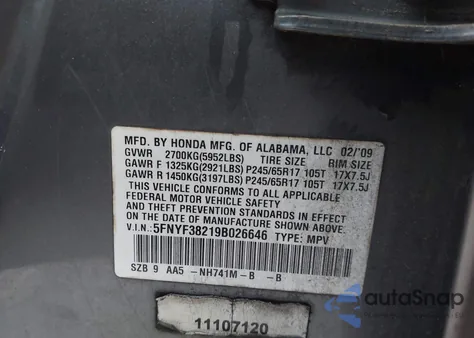 MFD. BY HONDA MFG. OF ALABAMA, LLC 02/'09
GVWR 2700KG(5952LBS) TIRE SIZE RIM SIZE
GAWR F 1325KG(2921LBS) P245/65R17 105T 17X7.5J
GAWR R 1450KG(3197LBS) P245/65R17 105T 17X7.5J
THIS VEHICLE CONFORMS TO ALL APPLICABLE
FEDERAL MOTOR VEHICLE SAFETY STANDARDS IN
EFFECT ON THE DATE OF MANUFACTURE SHOWN ABOVE.
V.I.N.: 5FNYF38219B026646 TYPE: MPV
SZB 9 AA5 -NH741M-B -B
11107120
autoSnap